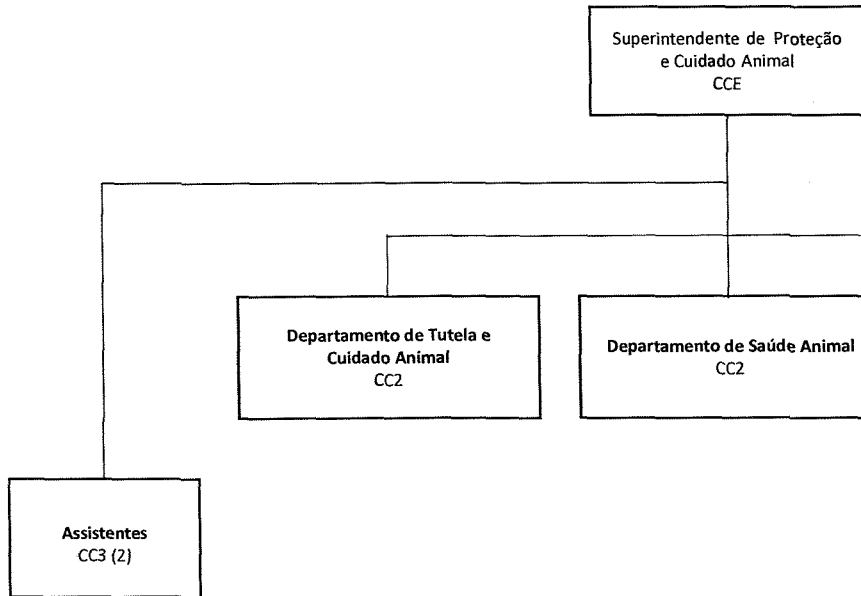 Superintendente de Proteção
e Cuidado Animal
CCE
Departamento de Tutela e
Cuidado Animal
CC2
Departamento de Saúde Animal
CC2
Assistentes
CC3 (2)